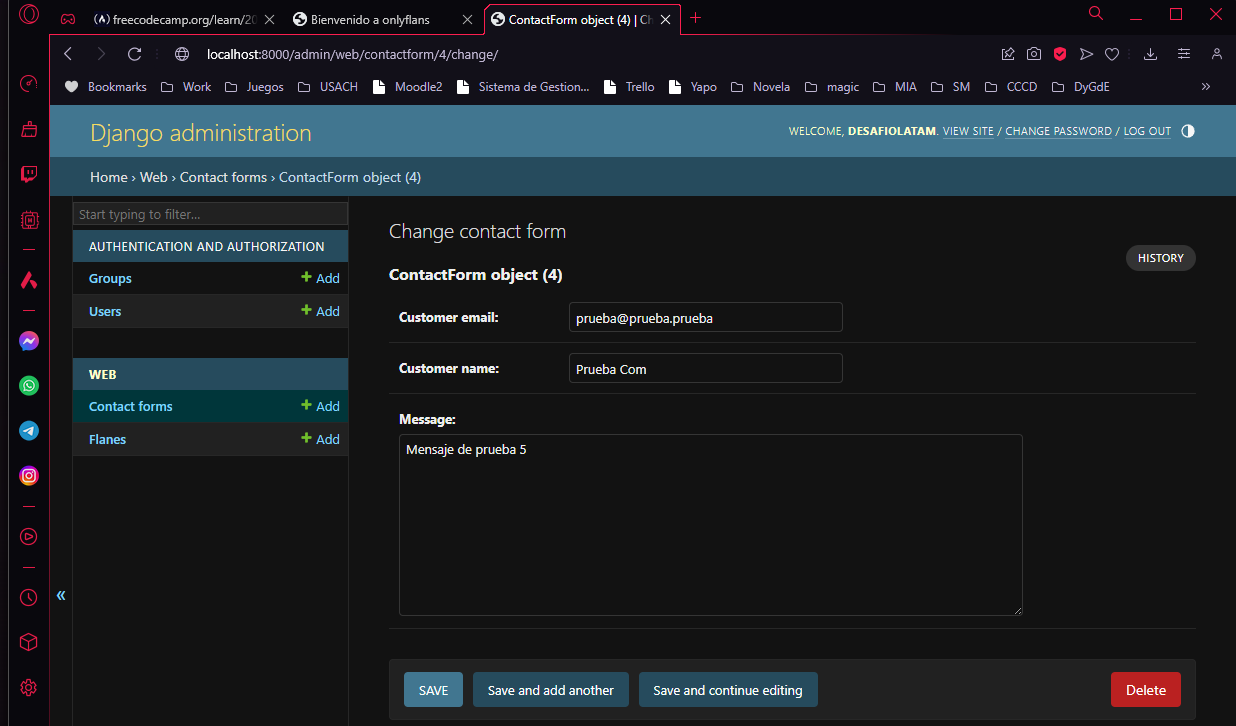 freecodecamp.org/learn/20
Bienvenido a onlyflans
ContactForm object (4) | Ch
localhost:8000/admin/web/contactform/4/change/
Bookmarks Work Juegos USACH Moodle2 Sistema de Gestion... Trello Yapo Novela magic MIA SM CCCD DyGdE »
Django administration
WELCOME, DESAFIOLATAM. VIEW SITE / CHANGE PASSWORD / LOG OUT
Home › Web › Contact forms › ContactForm object (4)
Start typing to filter...
AUTHENTICATION AND AUTHORIZATION
Groups + Add
Users + Add
WEB
Contact forms + Add
Flanes + Add
«
Change contact form
HISTORY
ContactForm object (4)
Customer email: prueba@prueba.prueba
Customer name: Prueba Com
Message:
Mensaje de prueba 5
SAVE Save and add another Save and continue editing Delete